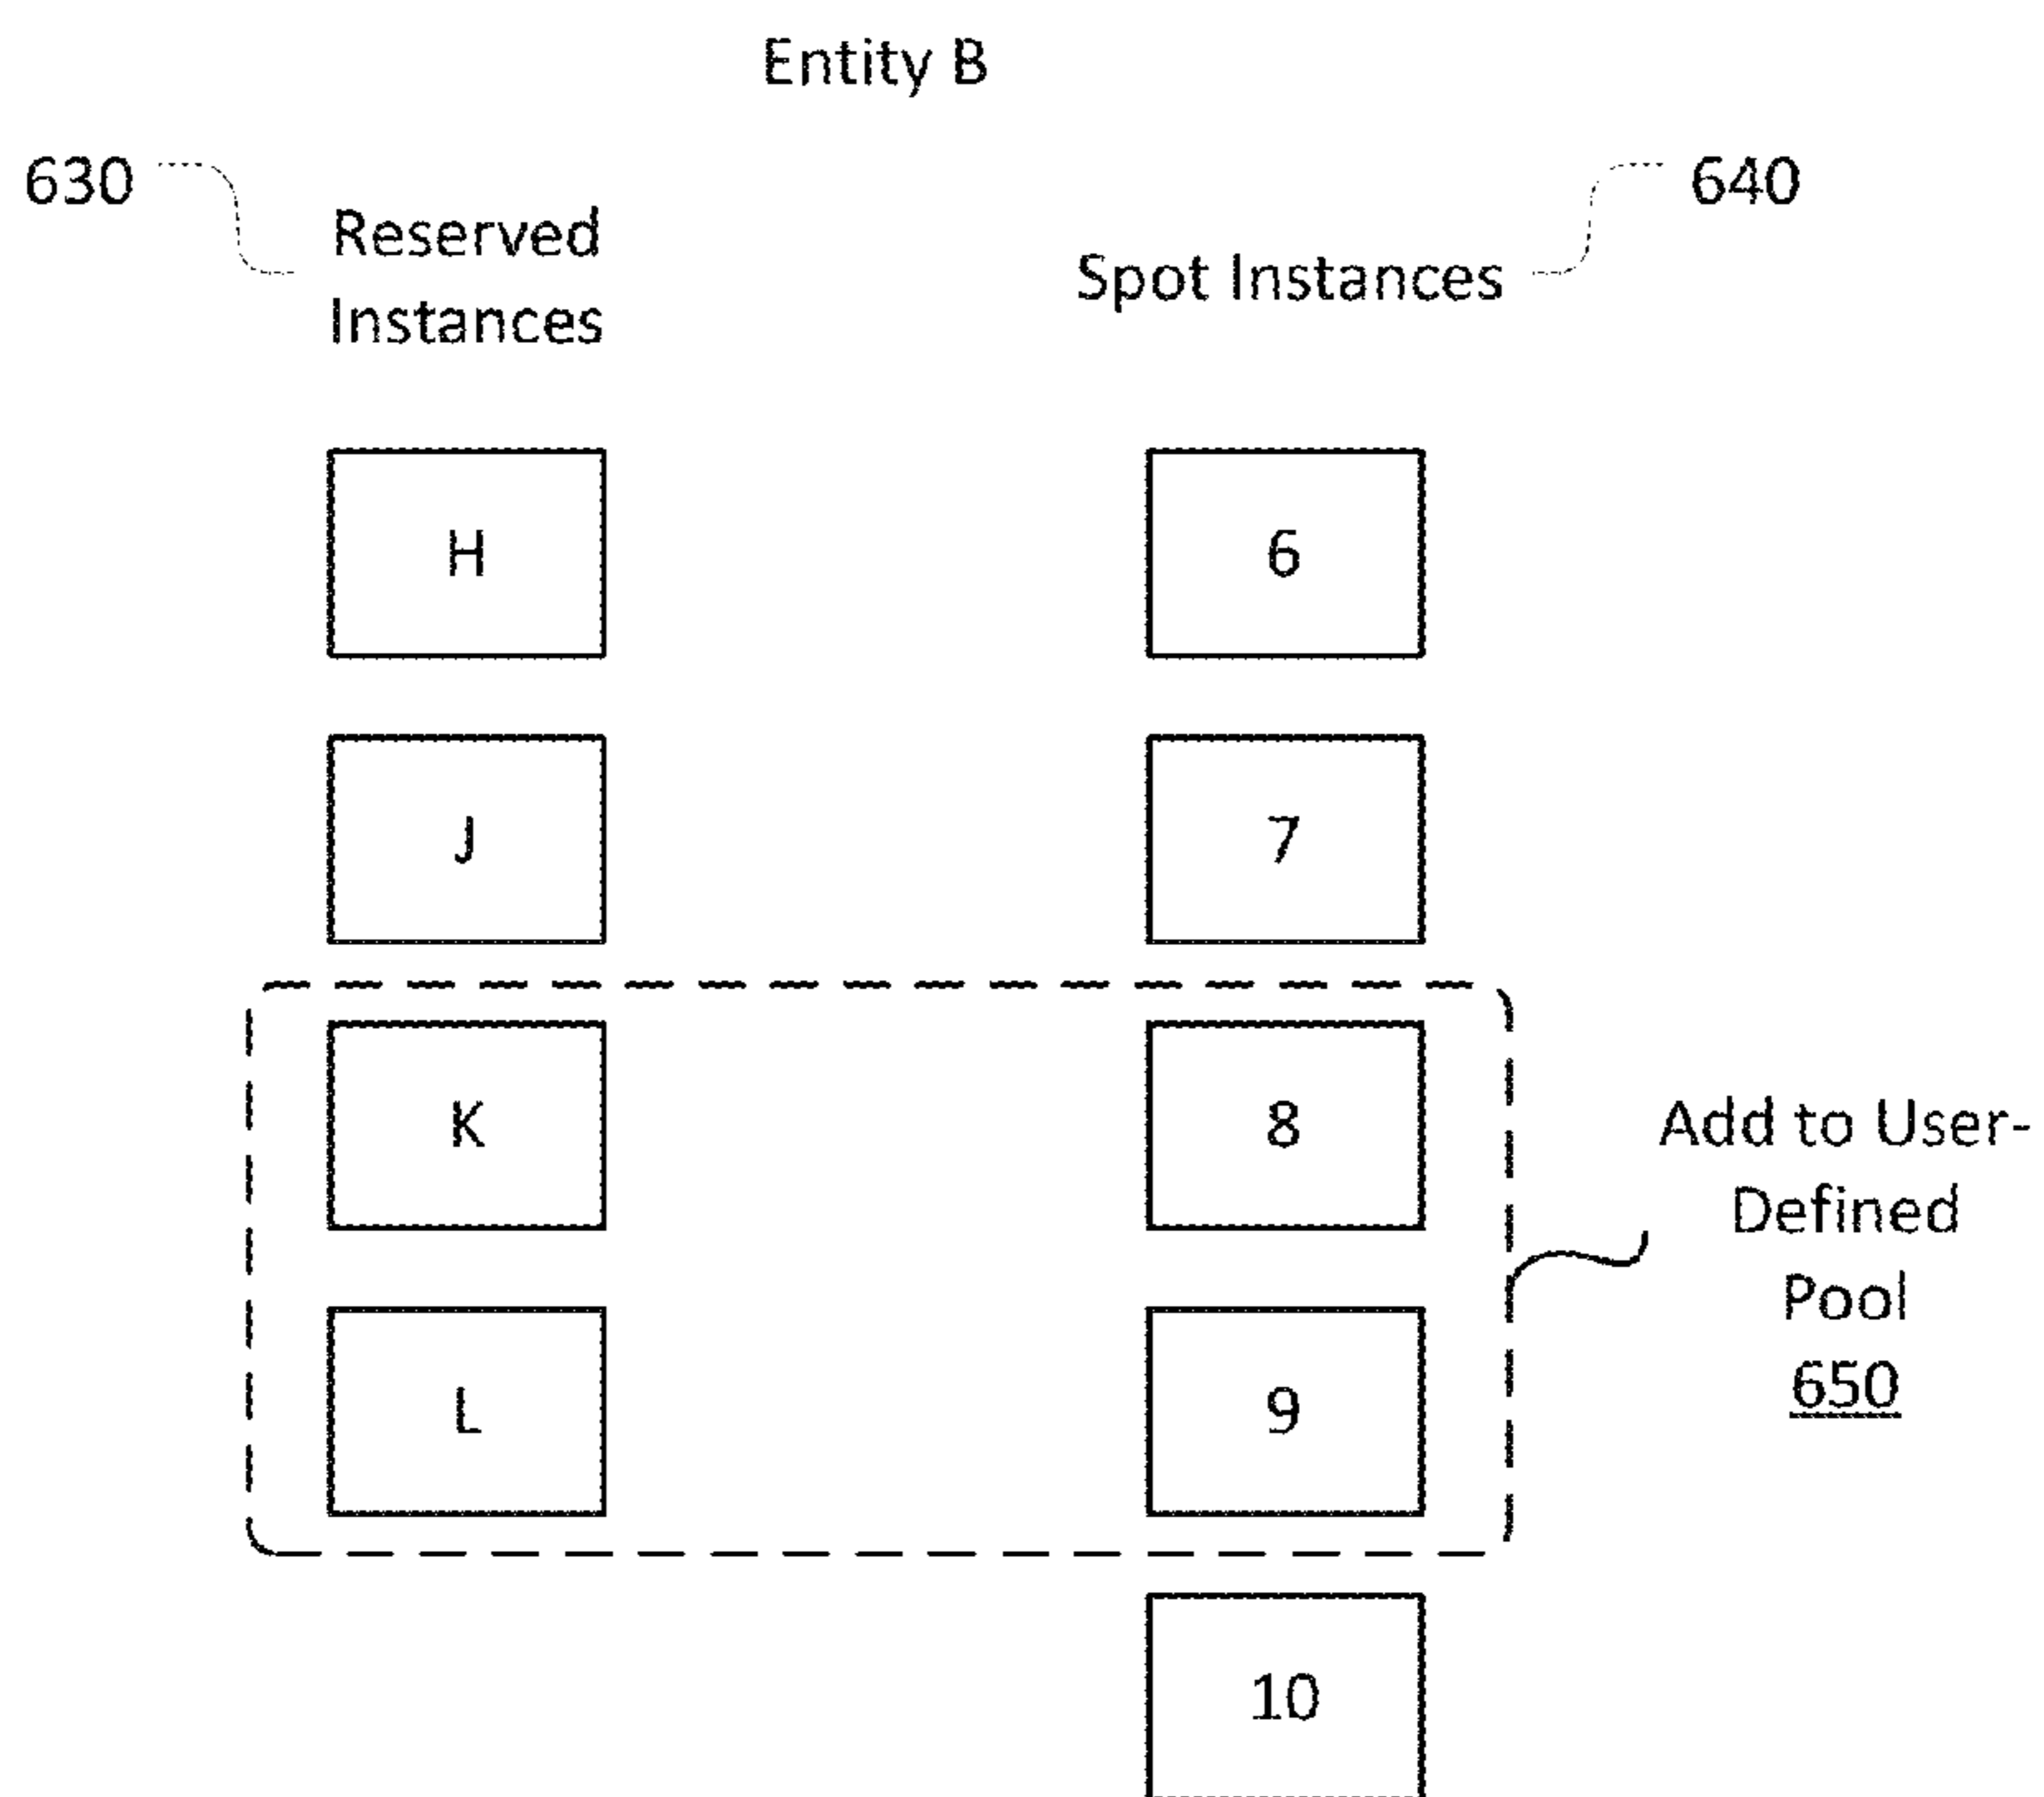 Entity B
630
640
Reserved
Instances
Spot Instances
H
6
J
7
K
8
L
9
Add to User-
Defined
Pool
650
10